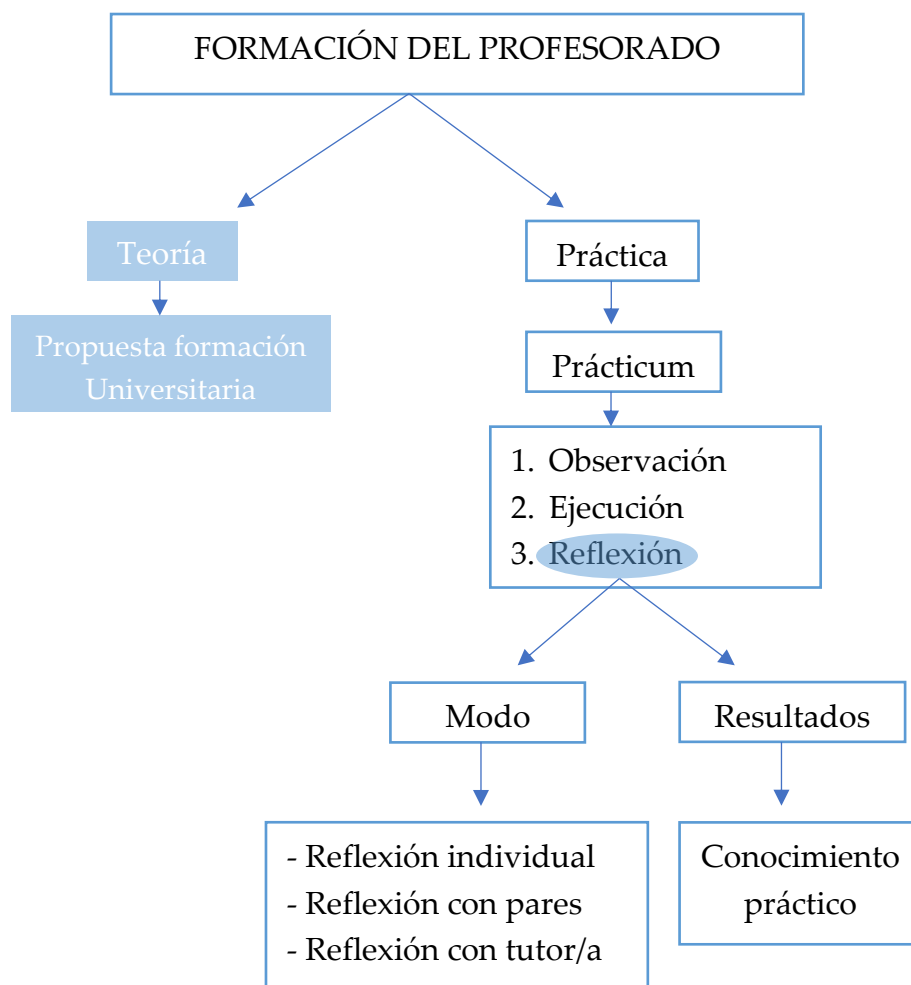 FORMACIÓN DEL PROFESORADO
Teoría
Práctica
Propuesta formación
Universitaria
Prácticum
1. Observación
2. Ejecución
3. Reflexión
Modo
Resultados
- Reflexión individual
- Reflexión con pares
- Reflexión con tutor/a
Conocimiento
práctico